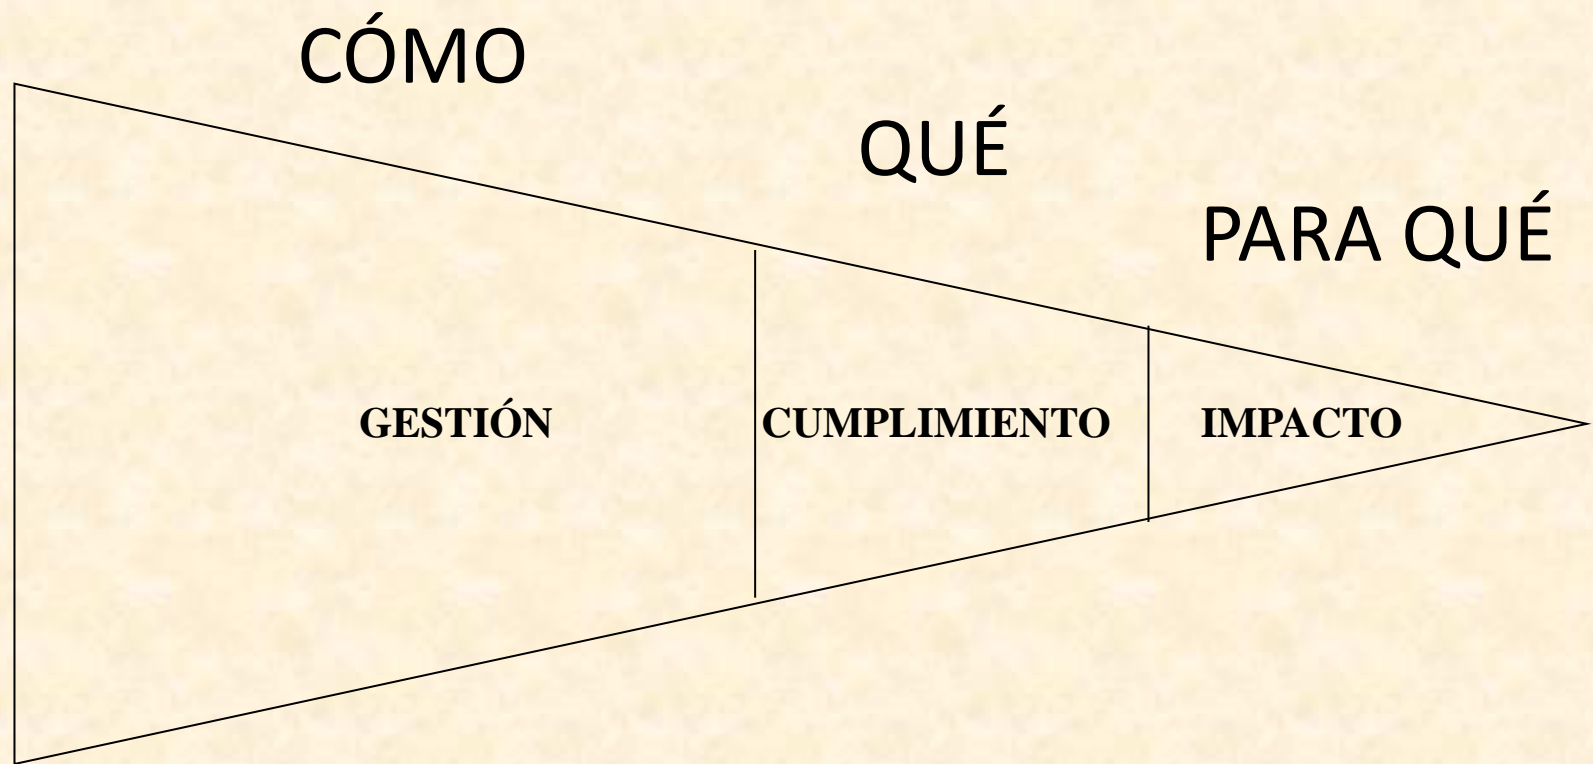 CÓMO
QUÉ
PARA QUÉ
GESTIÓN
CUMPLIMIENTO
IMPACTO